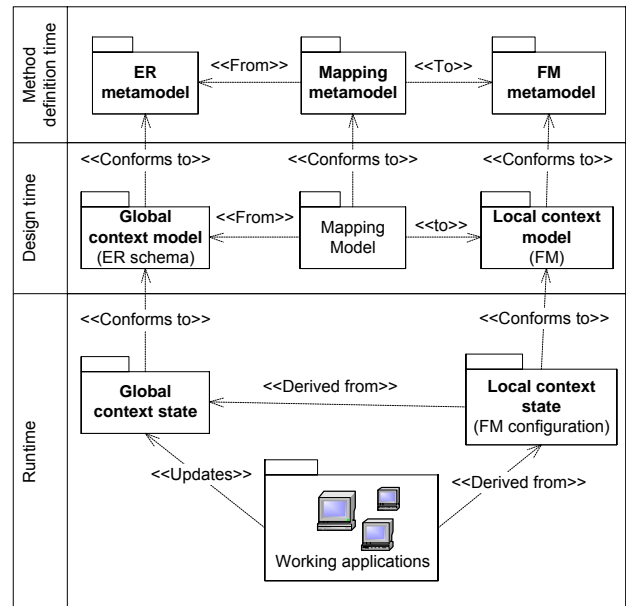 Method
definition time
ER
metamodel
<<From>>
Mapping
metamodel
<<To>>
FM
metamodel
<<Conforms to>>
<<Conforms to>>
<<Conforms to>>
Design time
Global
context model
(ER schema)
<<From>>
Mapping
Model
<<to>>
Local context
model
(FM)
<<Conforms to>>
<<Conforms to>>
Runtime
Global
context state
<<Derived from>>
Local context
state
(FM configuration)
<<Updates>>
<<Derived from>>
Working applications